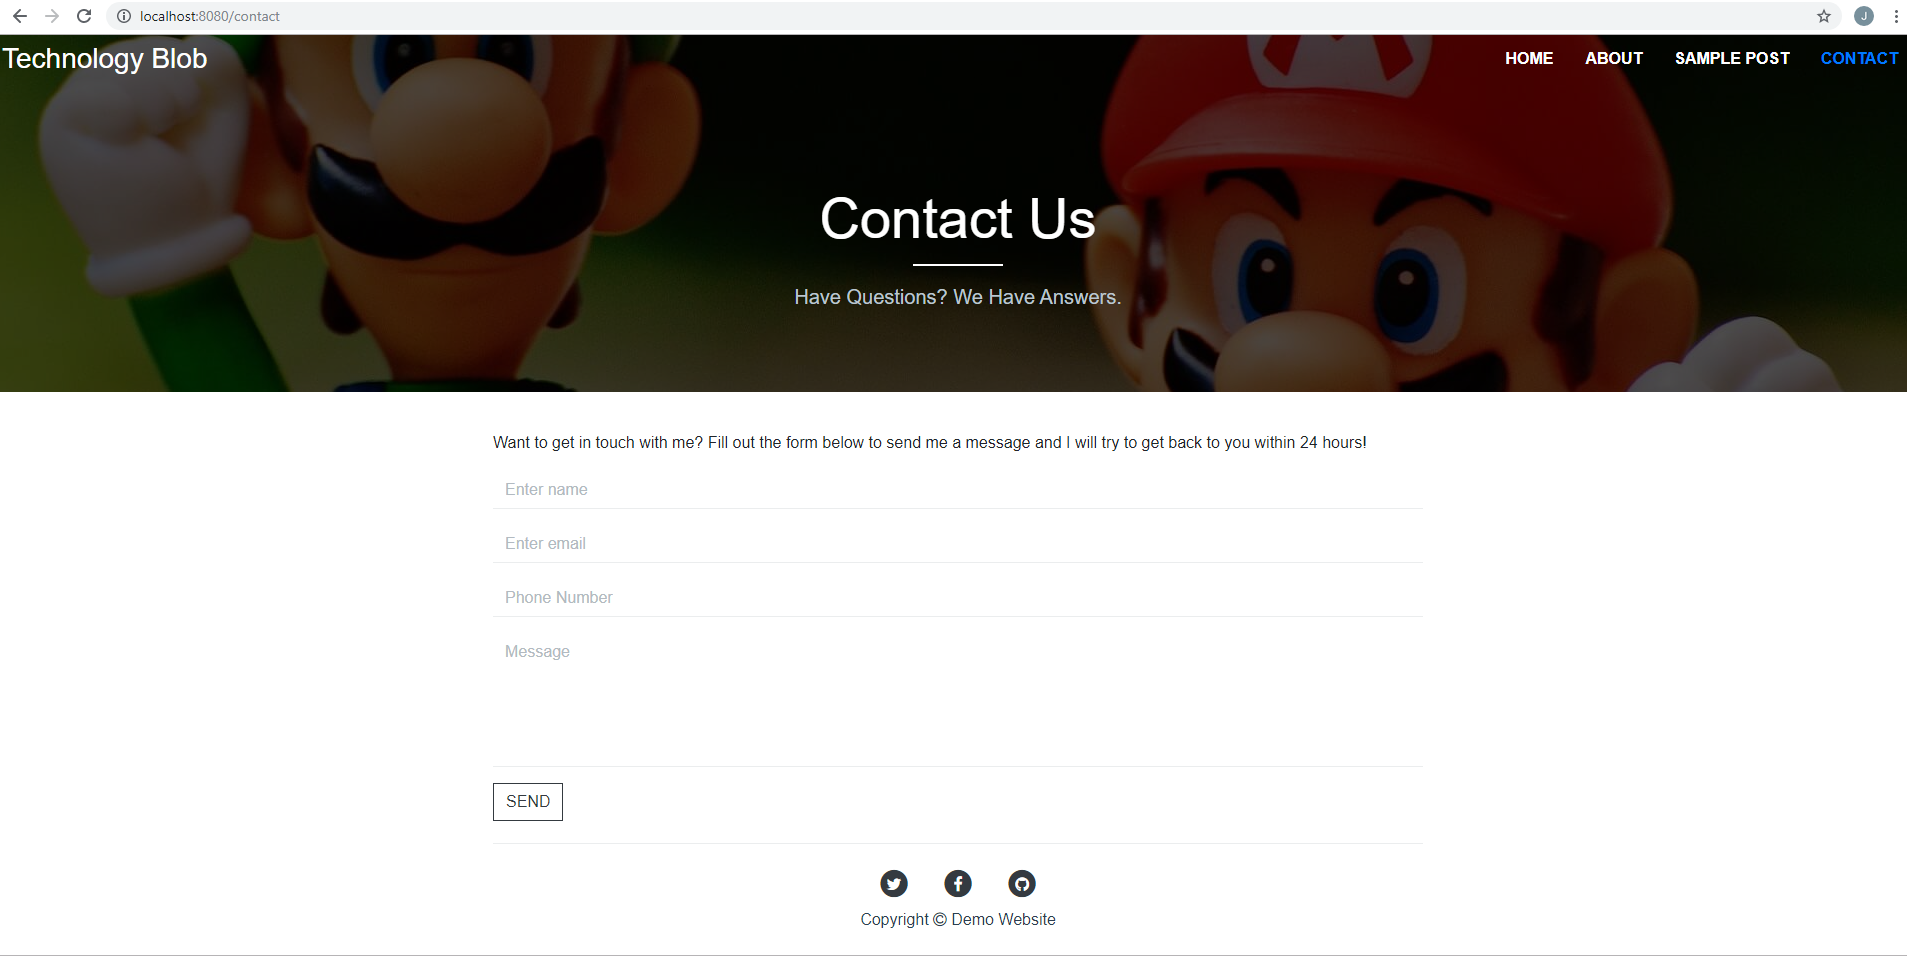 localhost:8080/contact
J
Technology Blob
HOME ABOUT SAMPLE POST CONTACT
Contact Us
Have Questions? We Have Answers.
Want to get in touch with me? Fill out the form below to send me a message and I will try to get back to you within 24 hours!
Enter name
Enter email
Phone Number
Message
SEND
Copyright © Demo Website